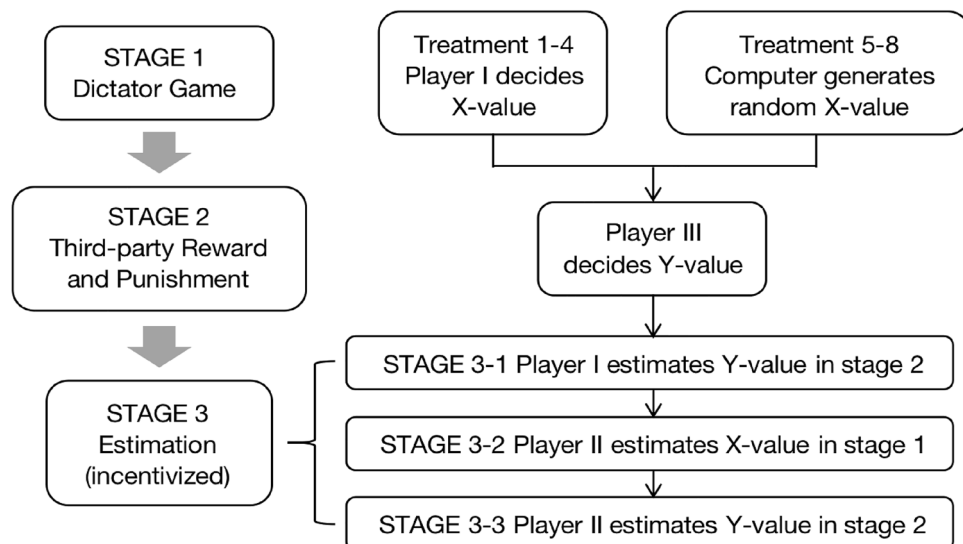 STAGE 1
Dictator Game
STAGE 2
Third-party Reward
and Punishment
STAGE 3
Estimation
(incentivized)
Treatment 1-4
Player I decides
X-value
Treatment 5-8
Computer generates
random X-value
Player III
decides Y-value
STAGE 3-1 Player I estimates Y-value in stage 2
STAGE 3-2 Player II estimates X-value in stage 1
STAGE 3-3 Player II estimates Y-value in stage 2